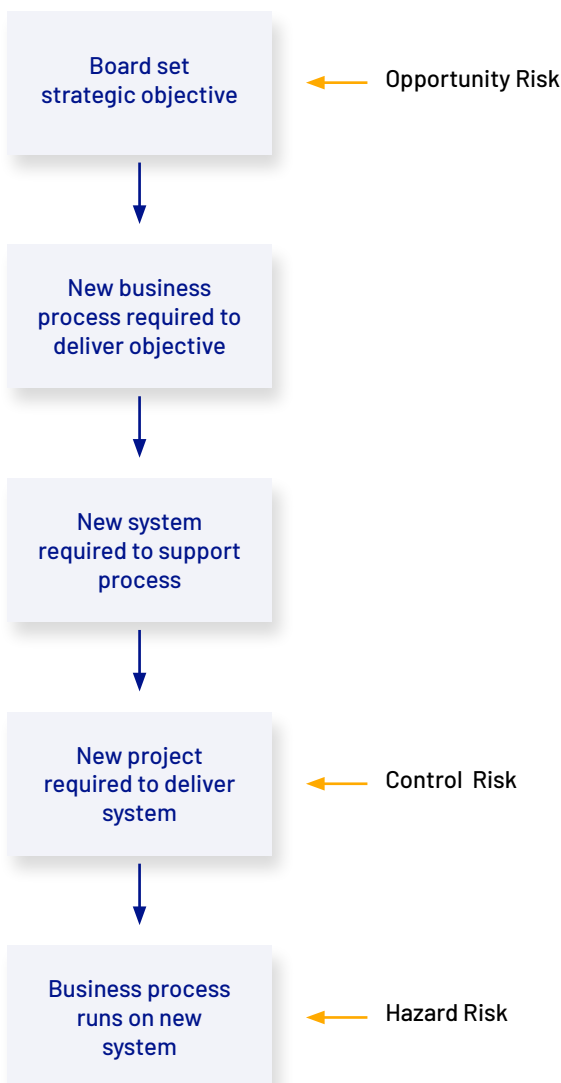 Board set
strategic objective
Opportunity Risk
New business
process required to
deliver objective
New system
required to support
process
New project
required to deliver
system
Control Risk
Business process
runs on new
system
Hazard Risk